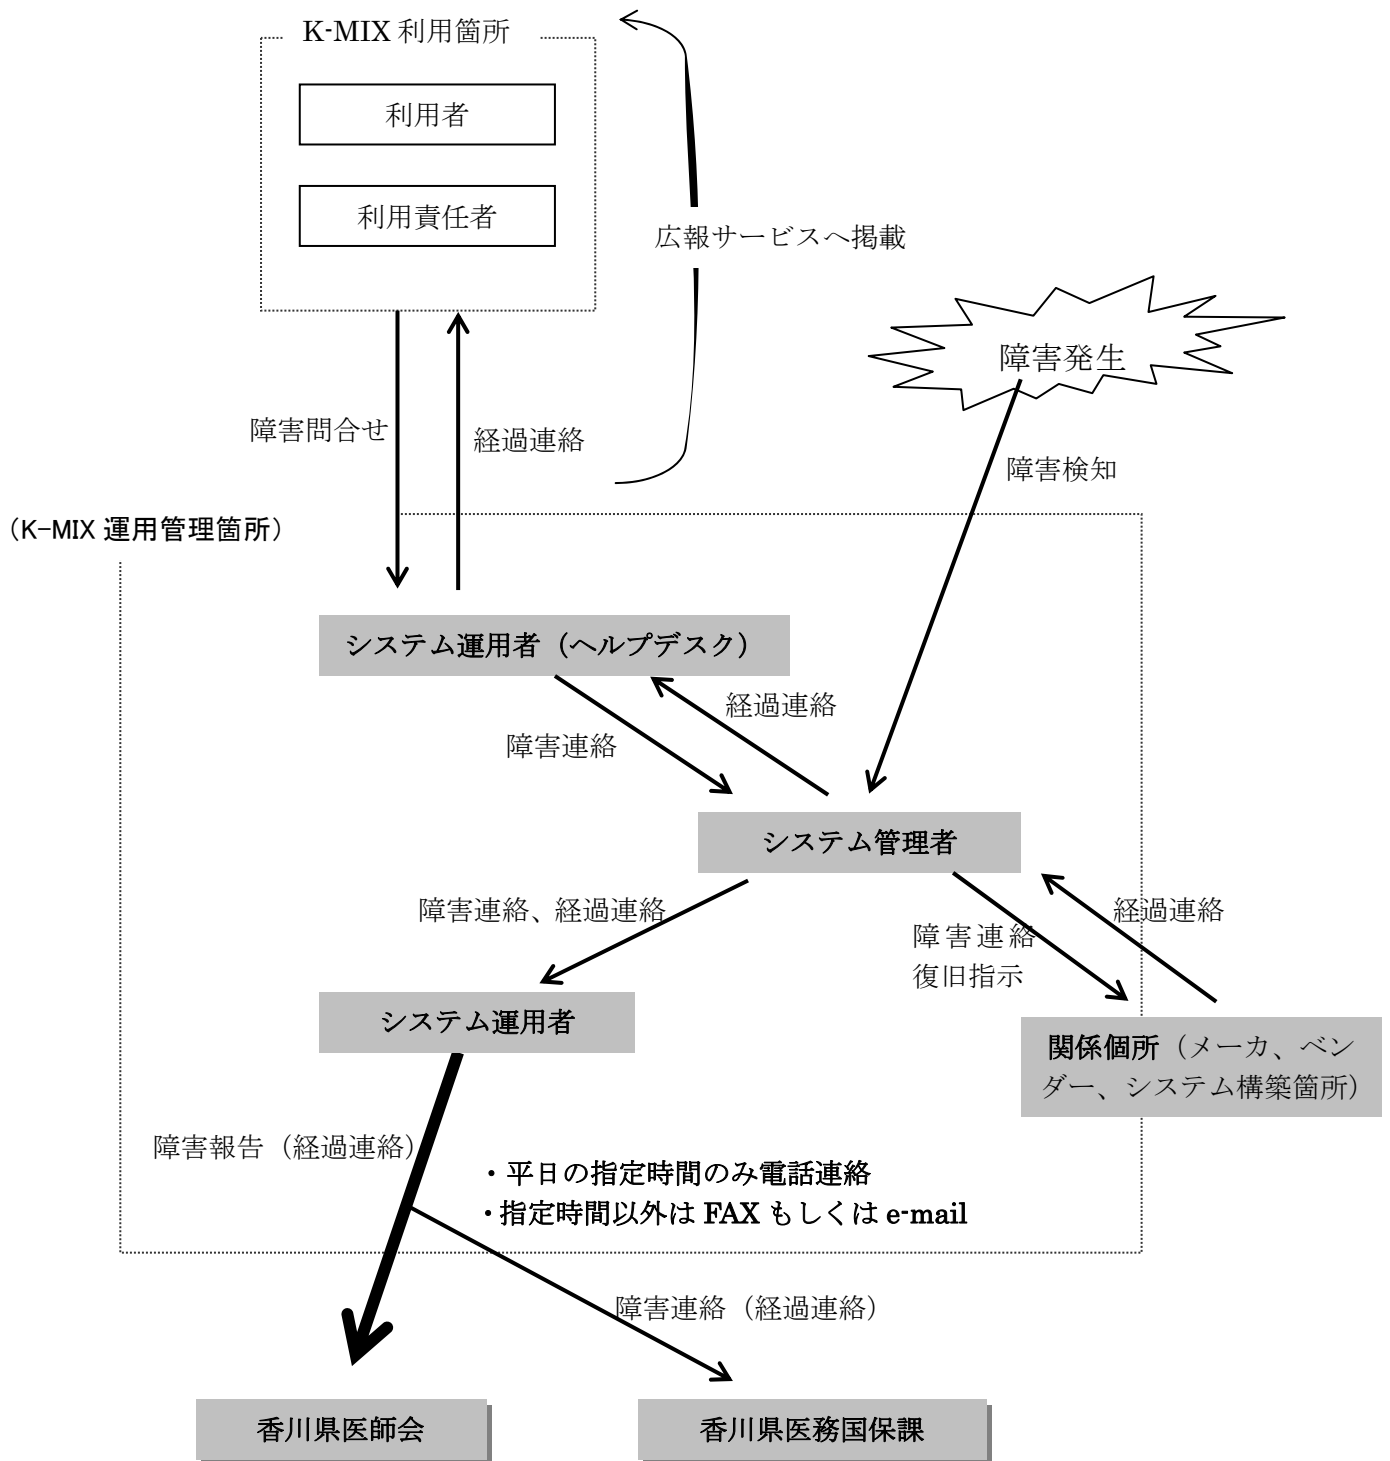 K-MIX 利用箇所
利用者
利用責任者
広報サービスへ掲載
障害発生
障害問合せ
経過連絡
障害検知
（K-MIX 運用管理箇所）
システム運用者（ヘルプデスク）
経過連絡
障害連絡
システム管理者
障害連絡、経過連絡
経過連絡
障害連絡
復旧指示
システム運用者
関係個所（メーカ、ベン
ダー、システム構築箇所）
障害報告（経過連絡）
・平日の指定時間のみ電話連絡
・指定時間以外は FAX もしくは e-mail
障害連絡（経過連絡）
香川県医師会
香川県医務国保課